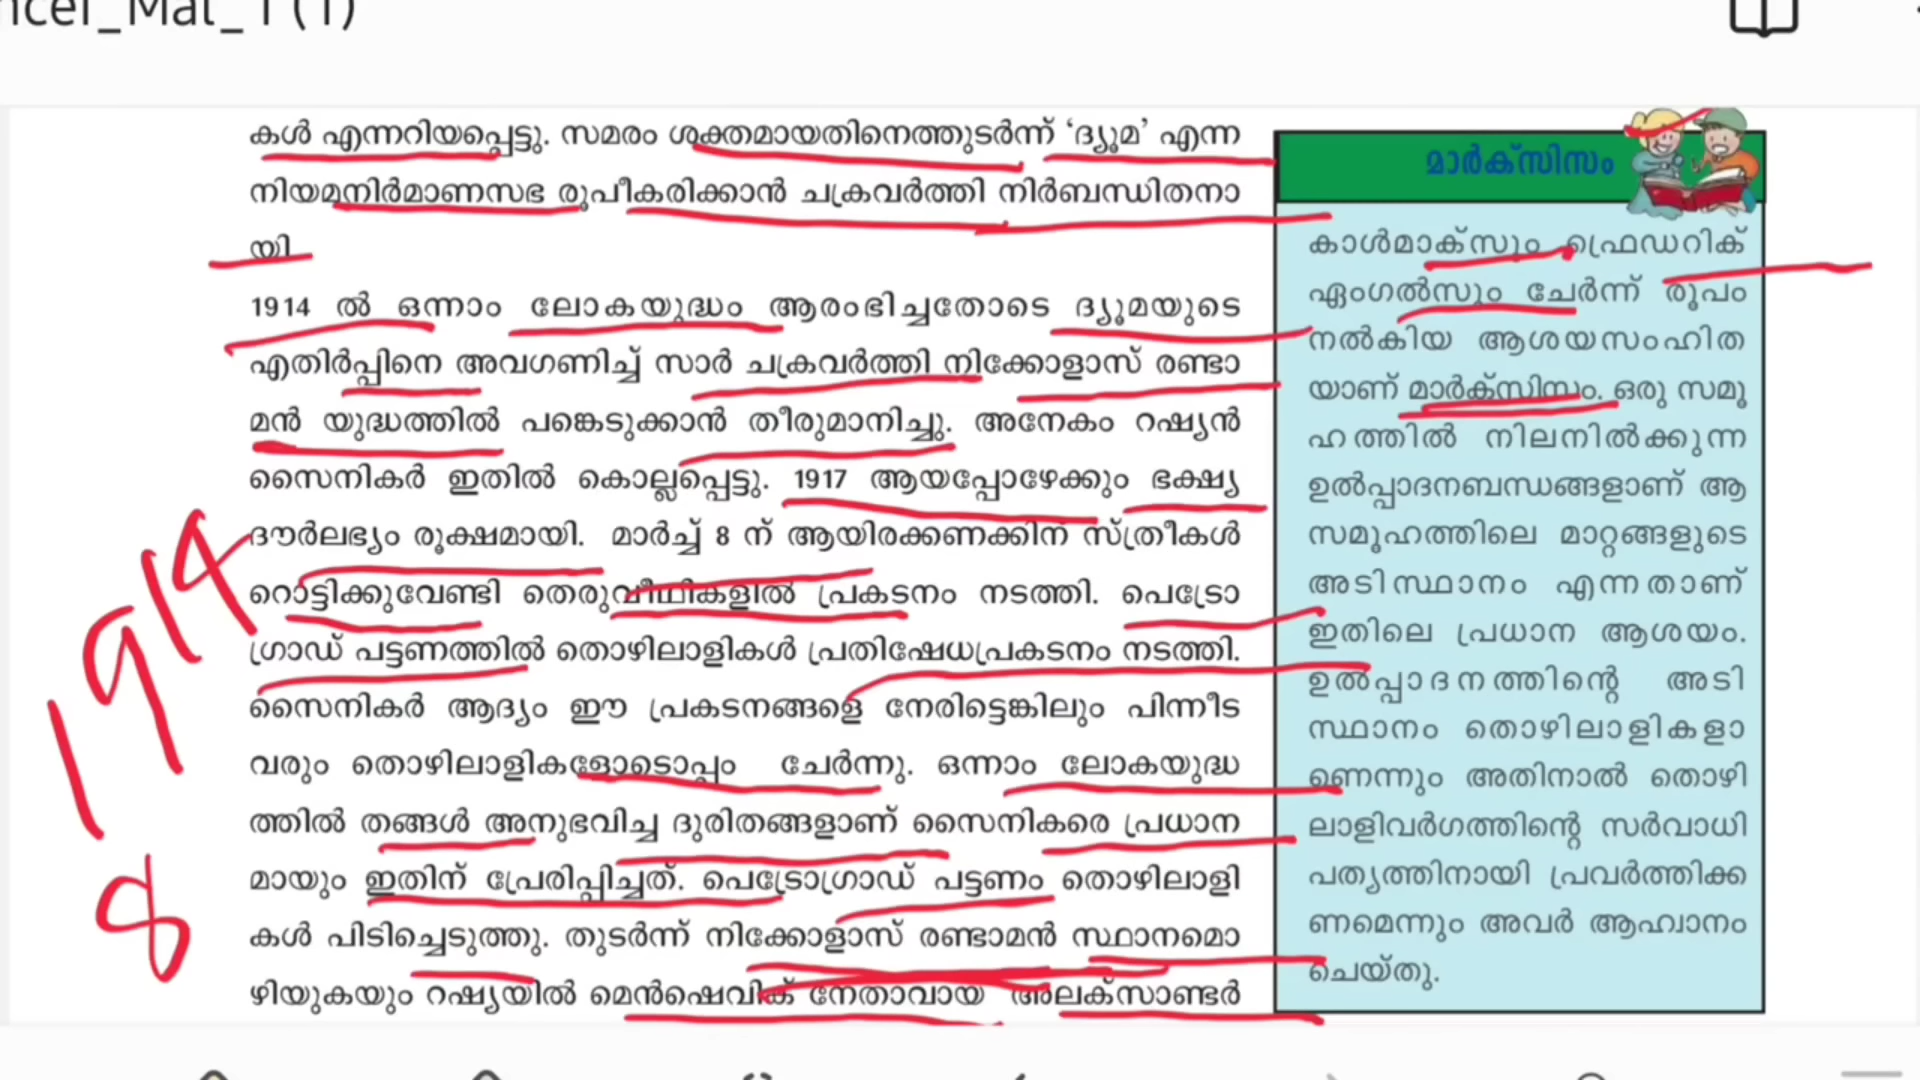 ncef_Mal_1 (1)
കൾ എന്നറിയപ്പെട്ടു. സമരം ശക്തമായതിനെത്തുടർന്ന് ‘ദ്യൂമ’ എന്ന
നിയമനിർമാണസഭ രൂപീകരിക്കാൻ ചക്രവർത്തി നിർബന്ധിതനാ
യി
1914 ൽ ഒന്നാം ലോകയുദ്ധം ആരംഭിച്ചതോടെ ദ്യൂമയുടെ
എതിർപ്പിനെ അവഗണിച്ച് സാർ ചക്രവർത്തി നിക്കോളാസ് രണ്ടാ
മൻ യുദ്ധത്തിൽ പങ്കെടുക്കാൻ തീരുമാനിച്ചു. അനേകം റഷ്യൻ
സൈനികർ ഇതിൽ കൊല്ലപ്പെട്ടു. 1917 ആയപ്പോഴേക്കും ഭക്ഷ്യ
ദൗർലഭ്യം രൂക്ഷമായി. മാർച്ച് 8 ന് ആയിരക്കണക്കിന് സ്ത്രീകൾ
റൊട്ടിക്കുവേണ്ടി തെരുവീഥികളിൽ പ്രകടനം നടത്തി. പെട്രോ
ഗ്രാഡ് പട്ടണത്തിൽ തൊഴിലാളികൾ പ്രതിഷേധപ്രകടനം നടത്തി.
സൈനികർ ആദ്യം ഈ പ്രകടനങ്ങളെ നേരിട്ടെങ്കിലും പിന്നീട
വരും തൊഴിലാളികളോടൊപ്പം ചേർന്നു. ഒന്നാം ലോകയുദ്ധ
ത്തിൽ തങ്ങൾ അനുഭവിച്ച ദുരിതങ്ങളാണ് സൈനികരെ പ്രധാന
മായും ഇതിന് പ്രേരിപ്പിച്ചത്. പെട്രോഗ്രാഡ് പട്ടണം തൊഴിലാളി
കൾ പിടിച്ചെടുത്തു. തുടർന്ന് നിക്കോളാസ് രണ്ടാമൻ സ്ഥാനമൊ
ഴിയുകയും റഷ്യയിൽ മെൻഷെവിക് നേതാവായ അലക്സാണ്ടർ
1914
8
മാർക്സിസം
കാൾമാക്സും ഫ്രെഡറിക്
ഏംഗൽസും ചേർന്ന് രൂപം
നൽകിയ ആശയസംഹിത
യാണ് മാർക്സിസം. ഒരു സമൂ
ഹത്തിൽ നിലനിൽക്കുന്ന
ഉൽപ്പാദനബന്ധങ്ങളാണ് ആ
സമൂഹത്തിലെ മാറ്റങ്ങളുടെ
അടിസ്ഥാനം എന്നതാണ്
ഇതിലെ പ്രധാന ആശയം.
ഉൽപ്പാദനത്തിന്റെ അടി
സ്ഥാനം തൊഴിലാളികളാ
ണെന്നും അതിനാൽ തൊഴി
ലാളിവർഗത്തിന്റെ സർവാധി
പത്യത്തിനായി പ്രവർത്തിക്ക
ണമെന്നും അവർ ആഹ്വാനം
ചെയ്തു.